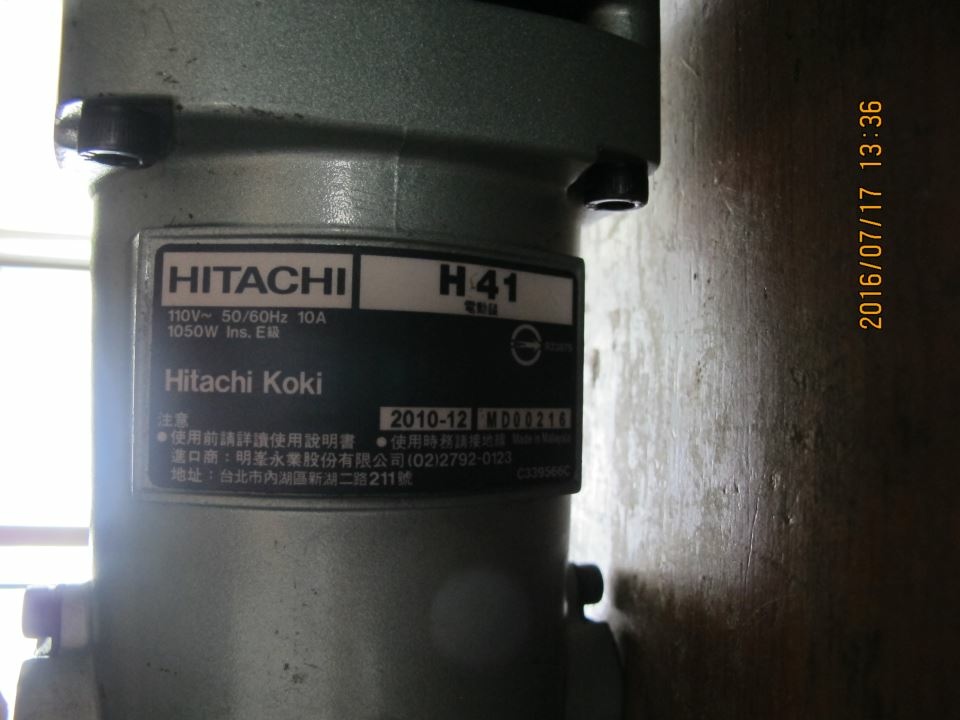 HITACHI
H 41
電動鎚
110V~ 50/60Hz 10A
1050W Ins. E級
Hitachi Koki
2010-12 MD00216
注意
●使用前請詳讀使用說明書 ●使用時務請接地線 Made in Malaysia
進口商：明峯永業股份有限公司(02)2792-0123
地址：台北市內湖區新湖二路211號
C339566C
2016/07/17 13:36